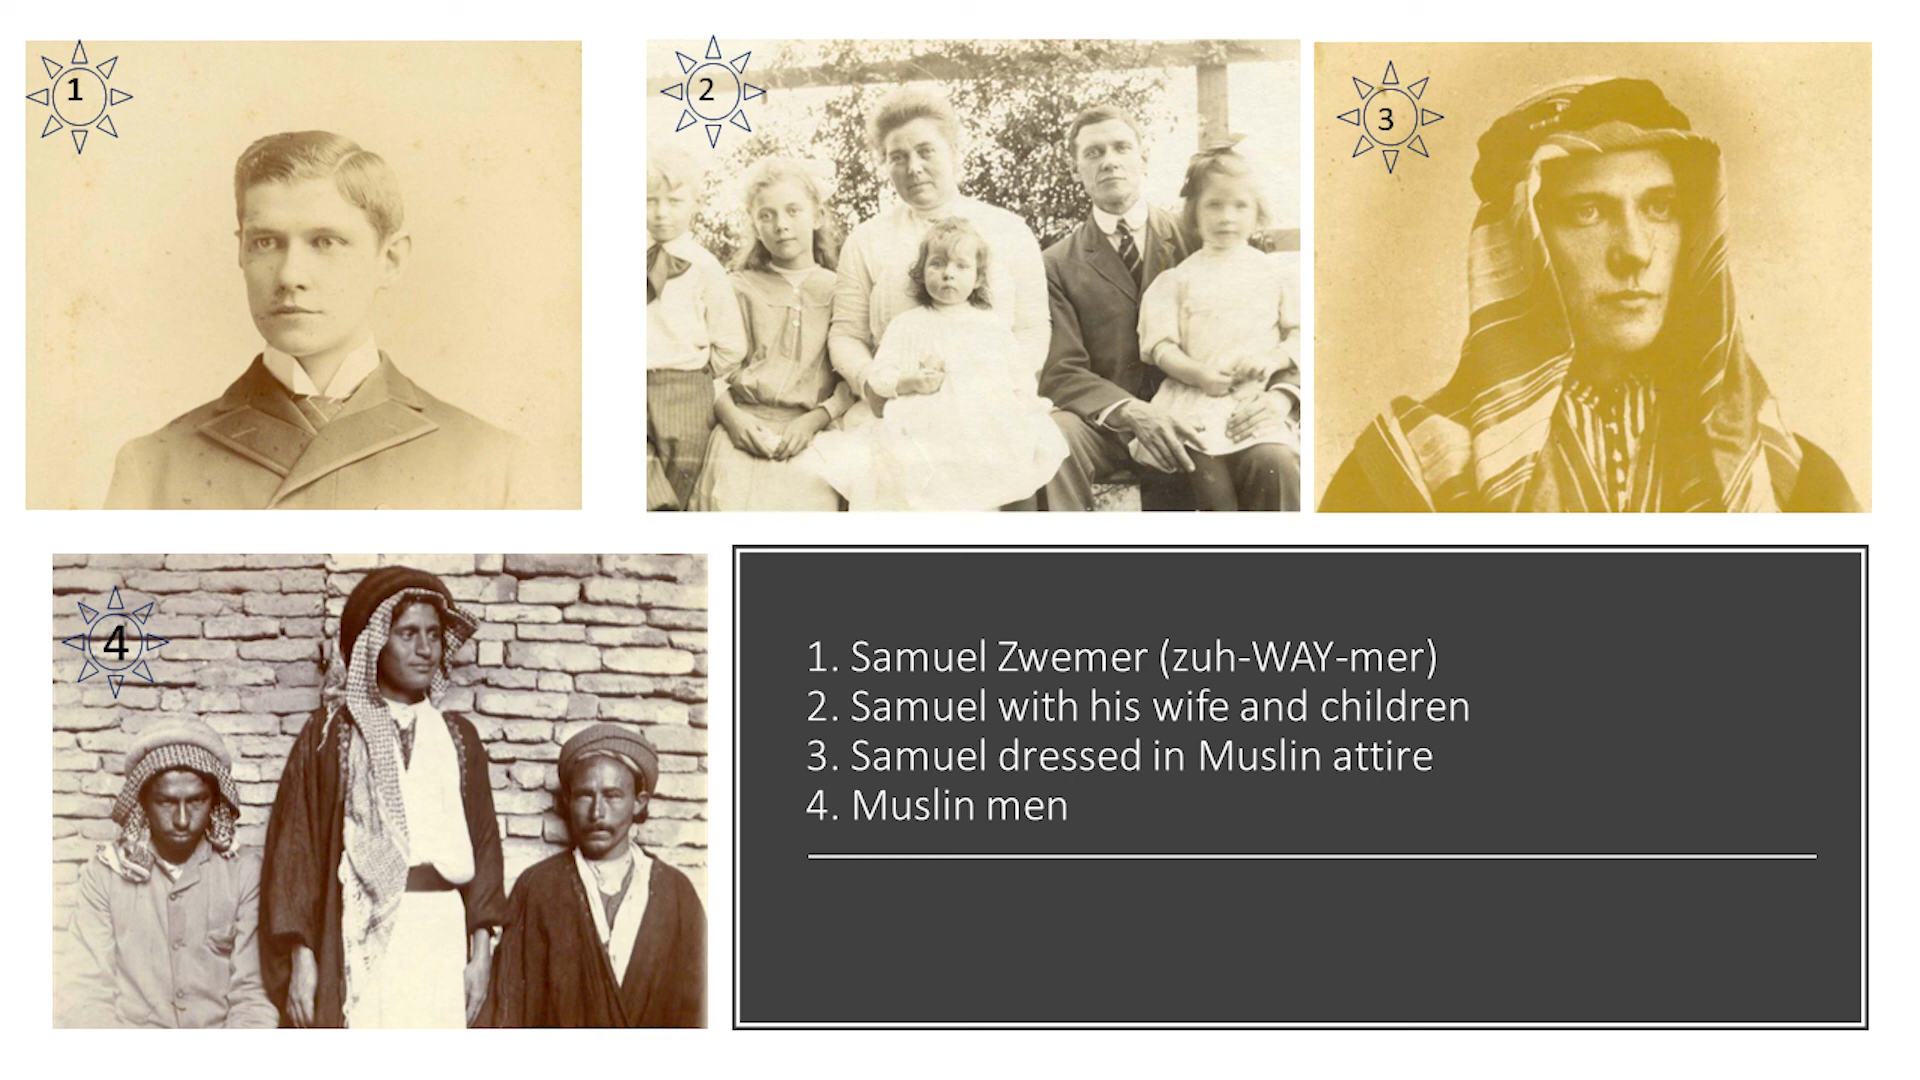 1
2
3
4
1. Samuel Zwemer (zuh-WAY-mer)
2. Samuel with his wife and children
3. Samuel dressed in Muslin attire
4. Muslin men